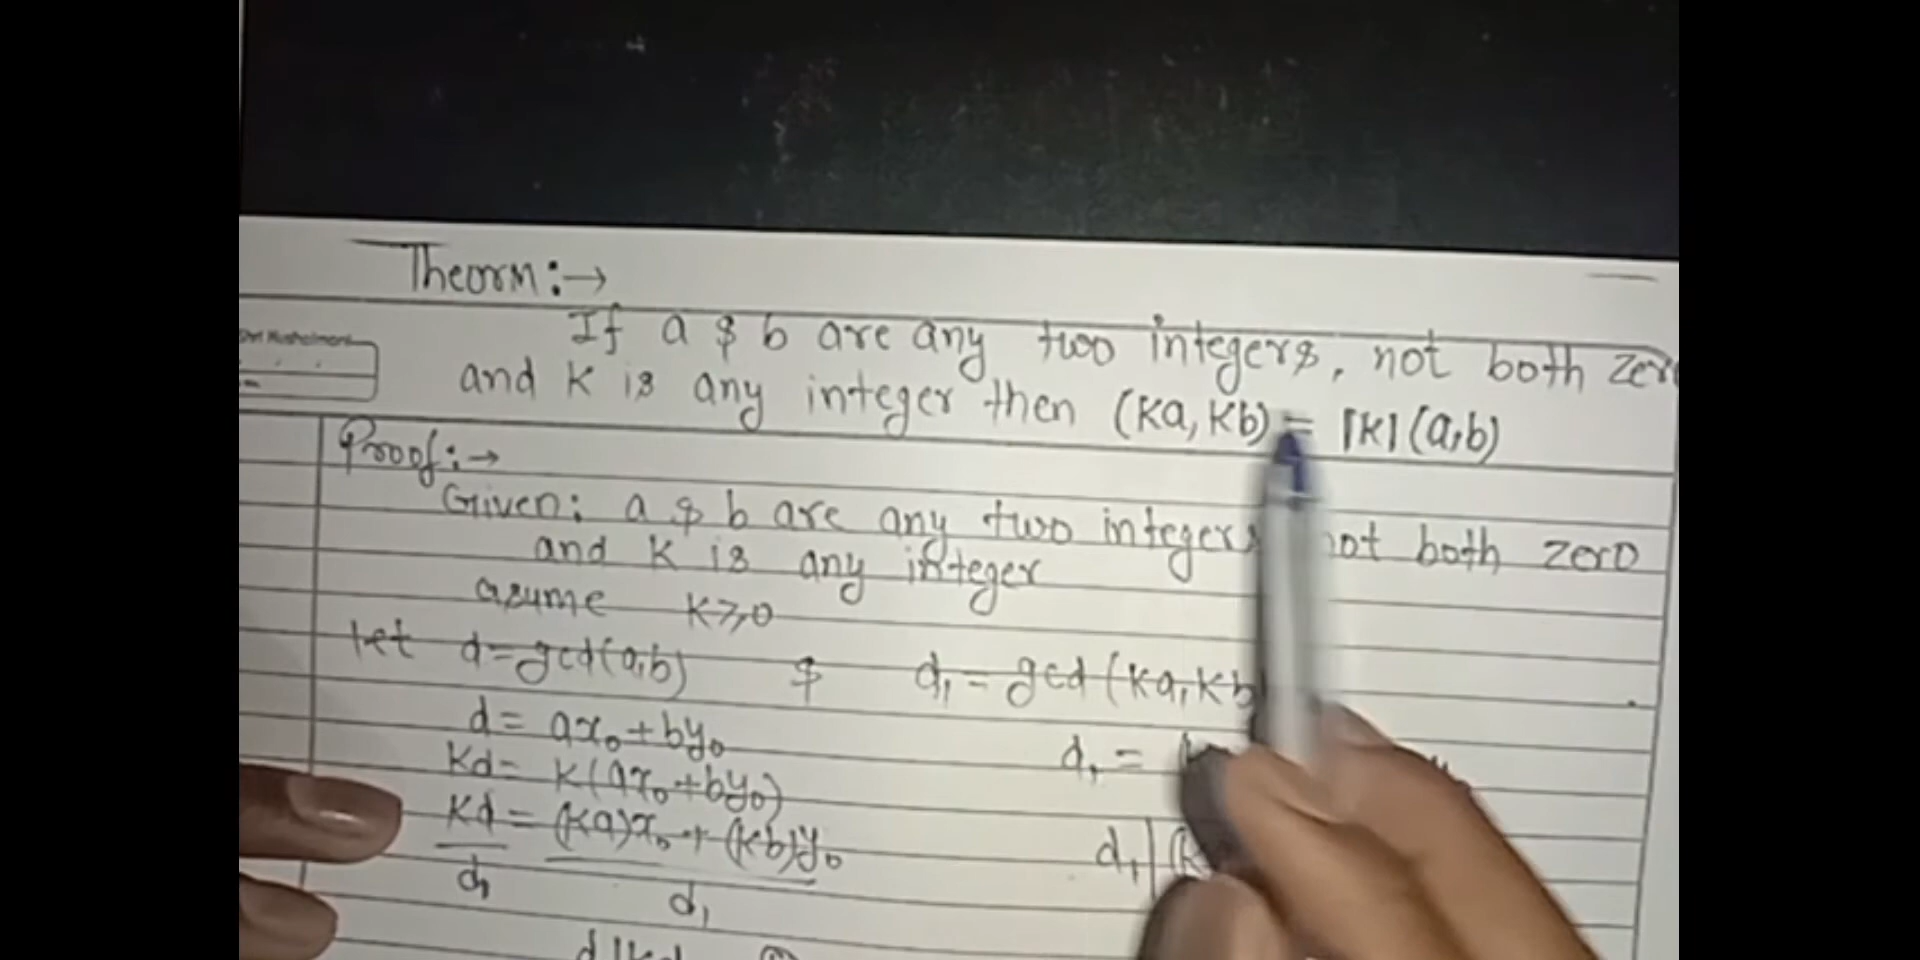 Theorm:→
If a & b are any two integers, not both zero
and K is any integer then (Ka, Kb) = |K| (a,b)
Proof:→
Given: a & b are any two integers not both zero
and K is any integer
asume K≥0
let d=gcd(a,b) & d₁ = gcd (Ka, Kb
d = ax₀+by₀ d₁ =
Kd = K(ax₀+by₀)
Kd = (Ka)x₀ + (Kb)y₀ d₁|(K
d₁ d₁